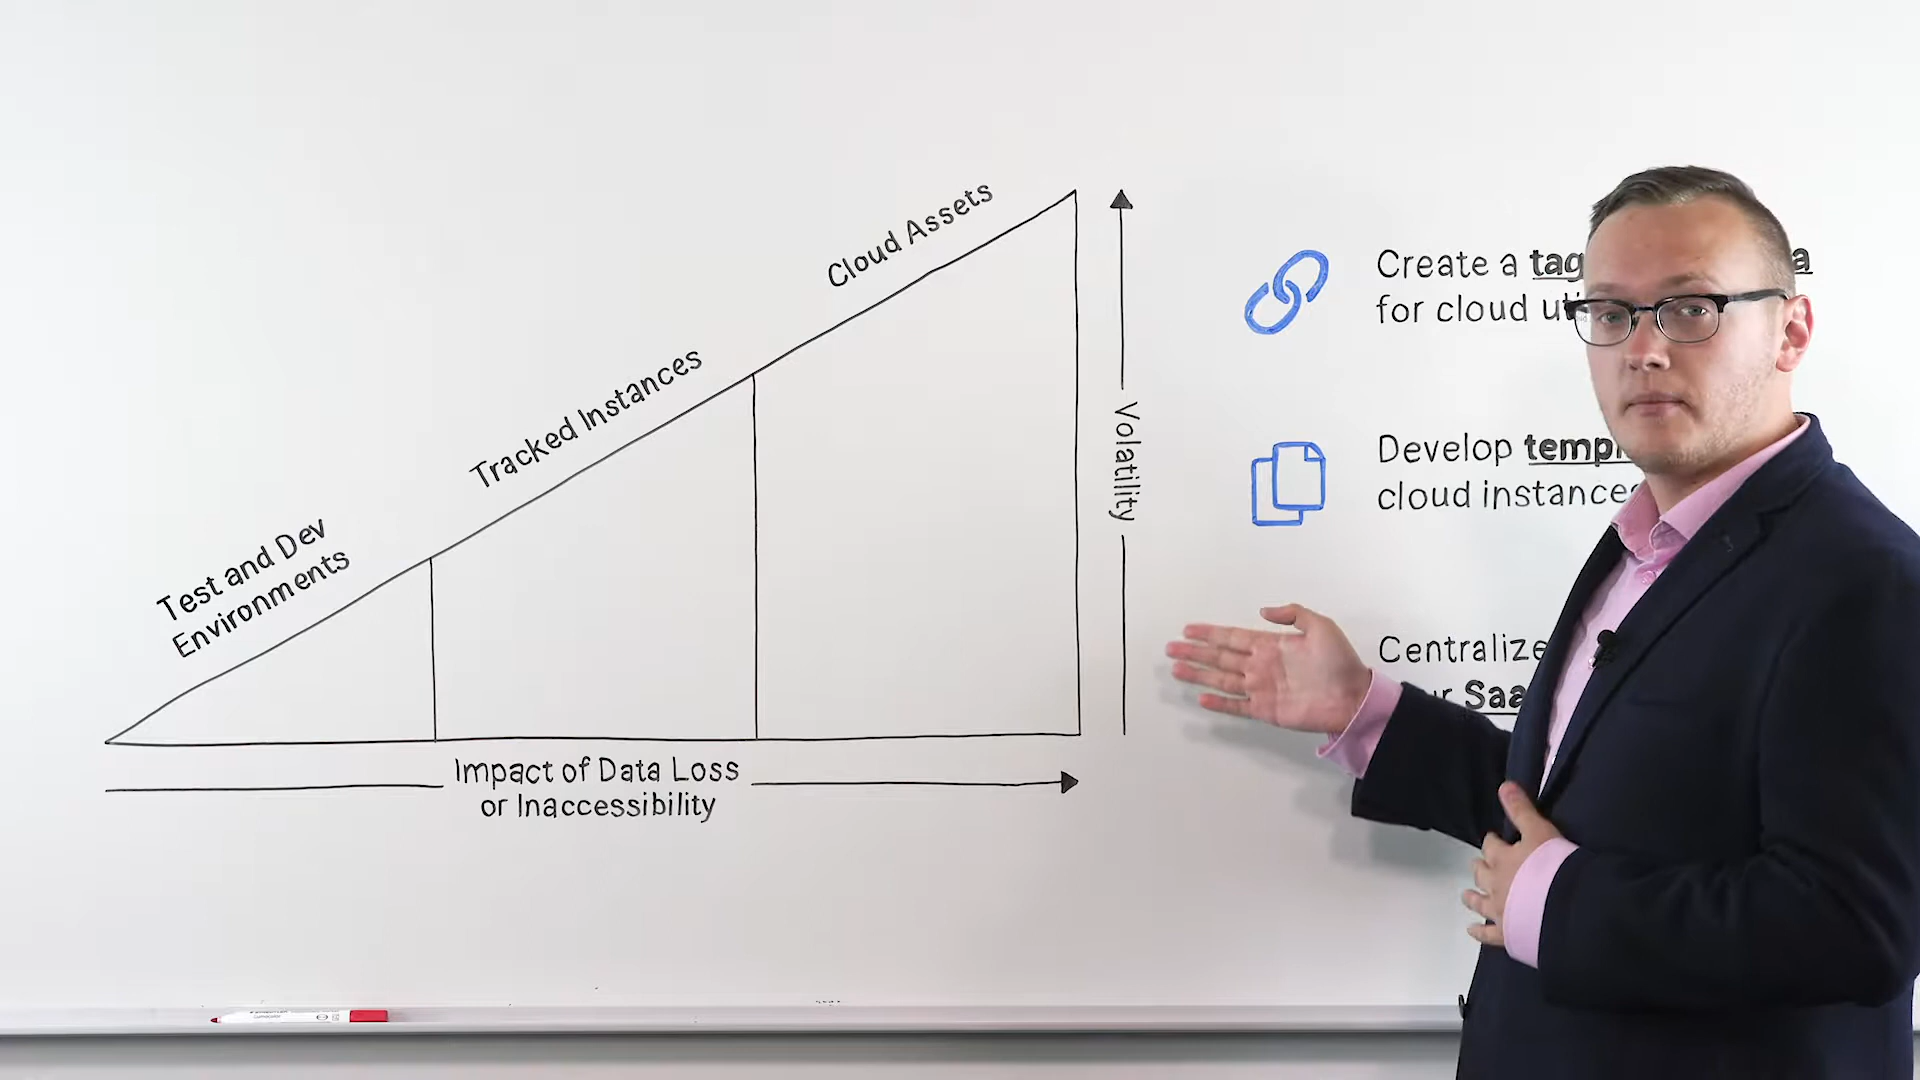 Cloud Assets
Tracked Instances
Test and Dev
Environments
Volatility
Impact of Data Loss
or Inaccessibility
Create a
for cloud
Develop
cloud
Centralize